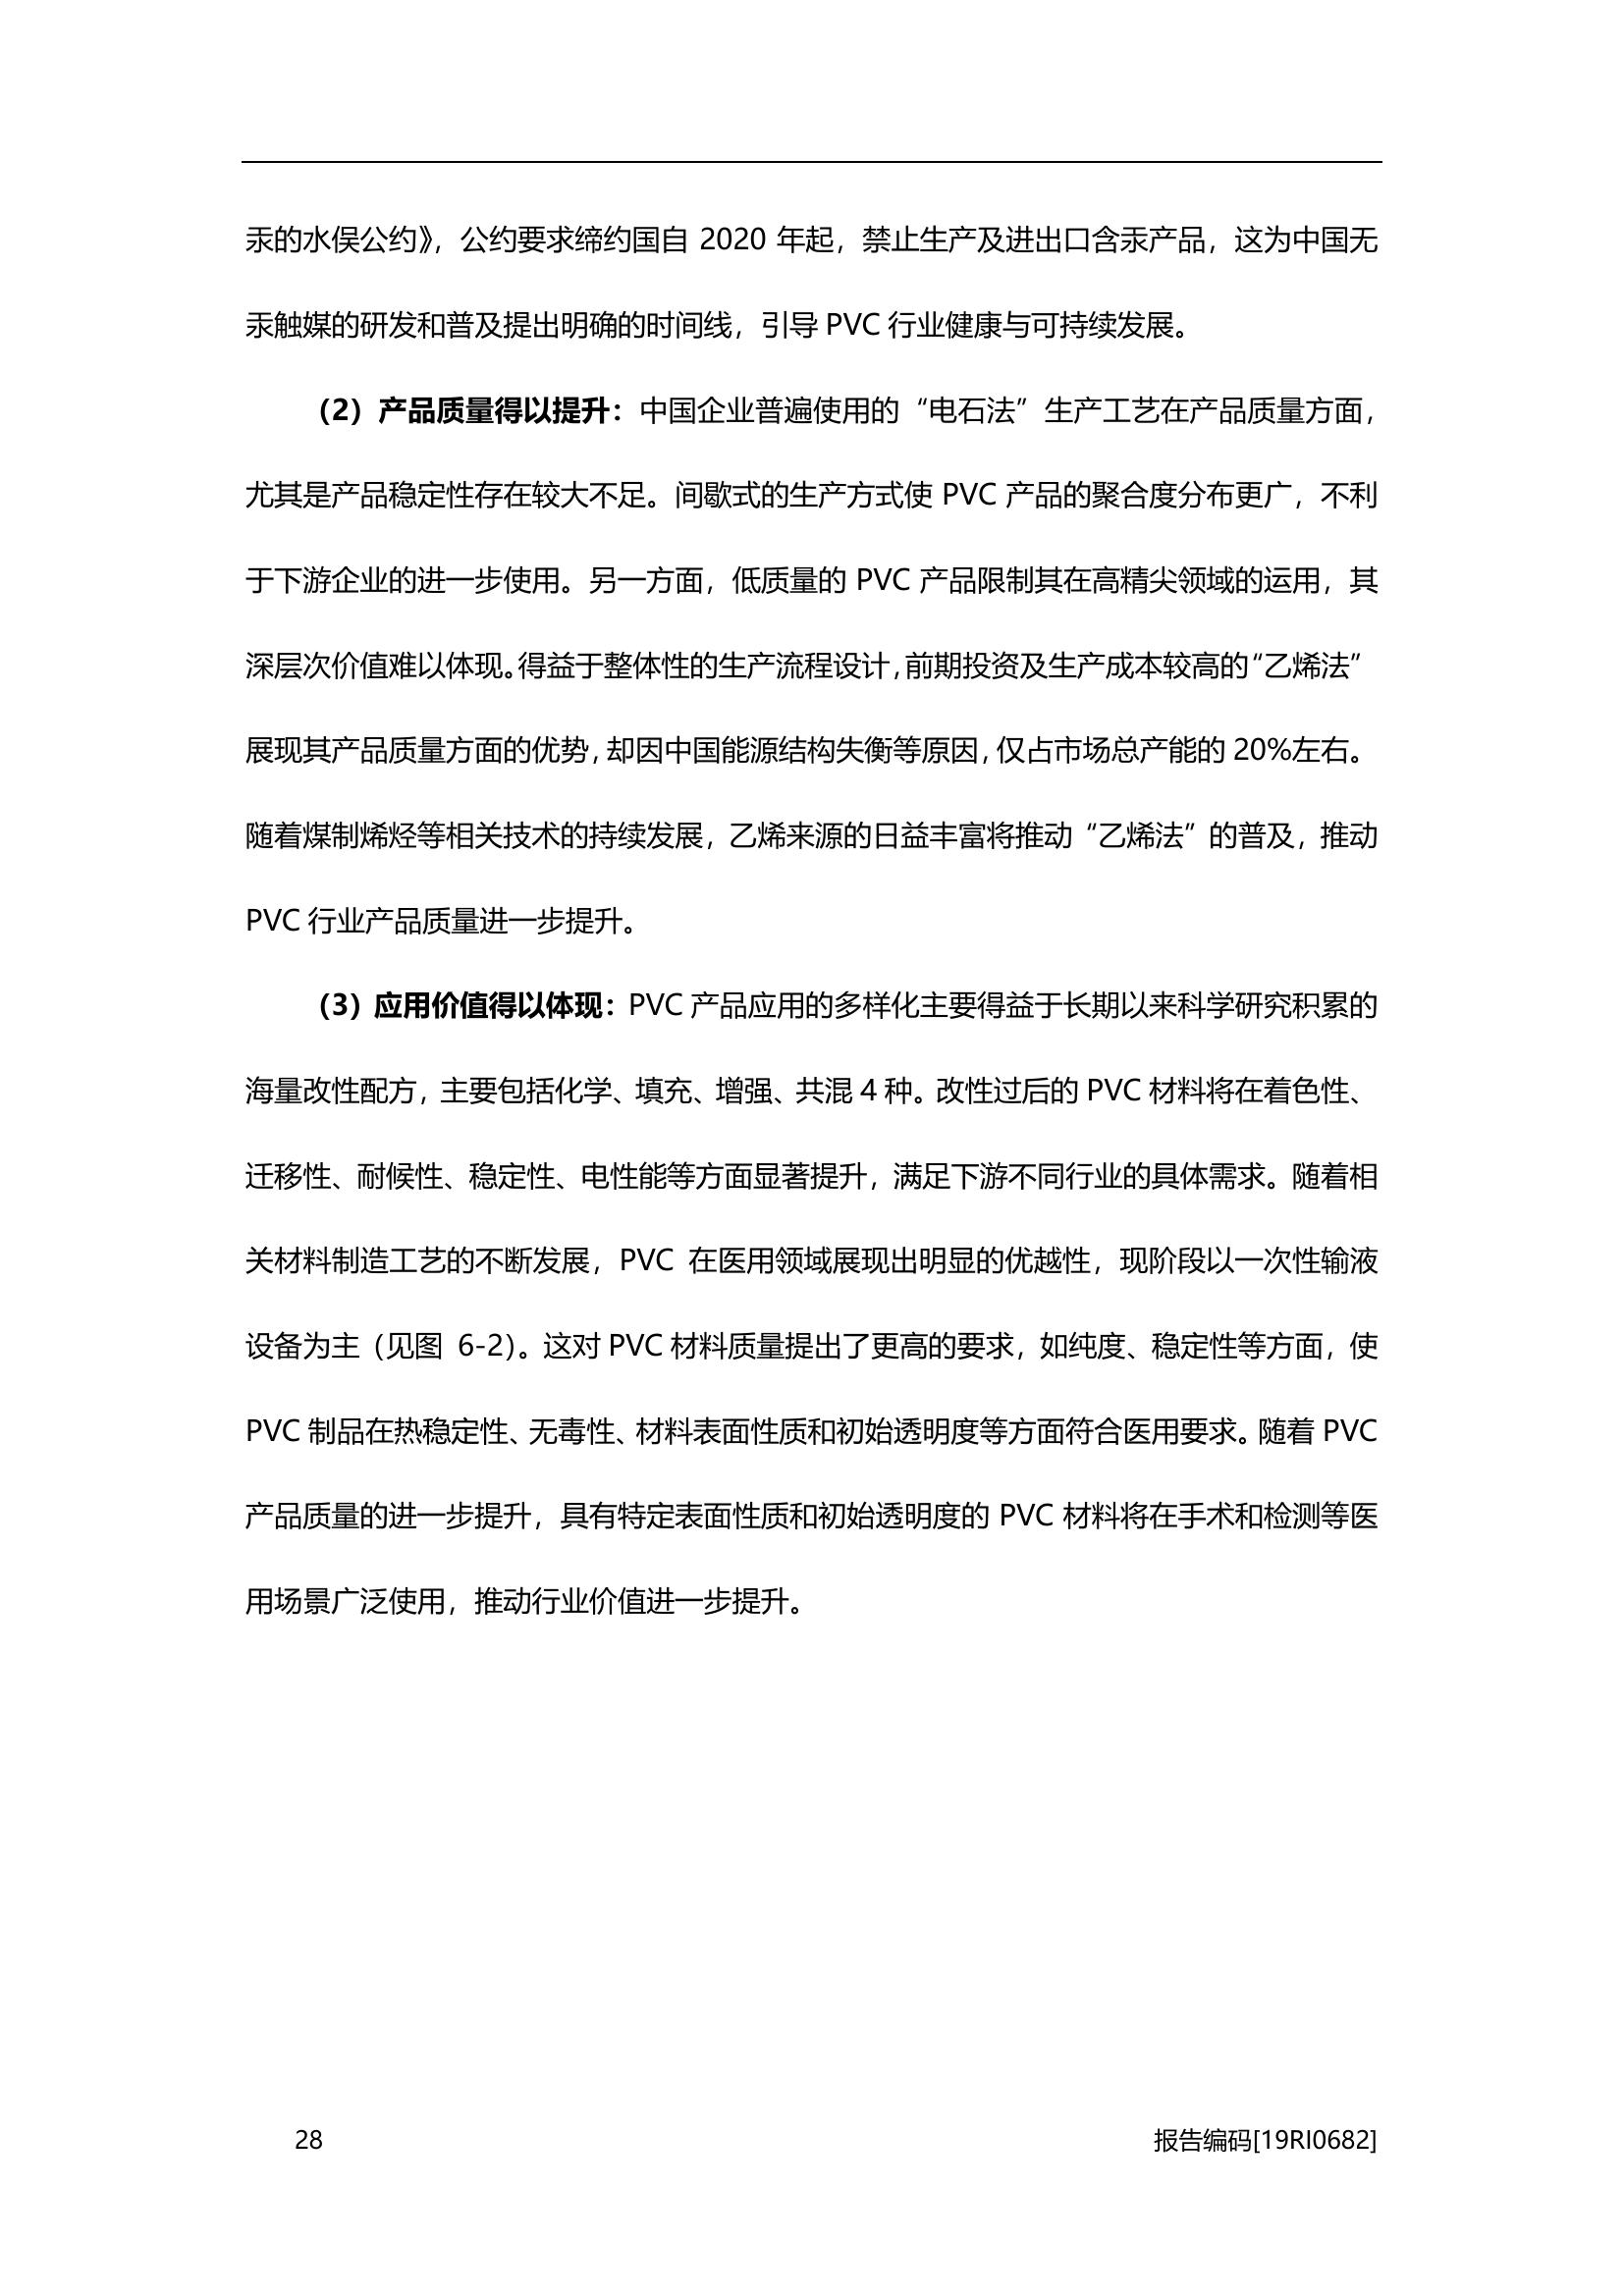 汞的水俣公约》，公约要求缔约国自 2020 年起，禁止生产及进出口含汞产品，这为中国无
汞触媒的研发和普及提出明确的时间线，引导 PVC 行业健康与可持续发展。
（2）产品质量得以提升：中国企业普遍使用的“电石法”生产工艺在产品质量方面，
尤其是产品稳定性存在较大不足。间歇式的生产方式使 PVC 产品的聚合度分布更广，不利
于下游企业的进一步使用。另一方面，低质量的 PVC 产品限制其在高精尖领域的运用，其
深层次价值难以体现。得益于整体性的生产流程设计，前期投资及生产成本较高的“乙烯法”
展现其产品质量方面的优势，却因中国能源结构失衡等原因，仅占市场总产能的 20%左右。
随着煤制烯烃等相关技术的持续发展，乙烯来源的日益丰富将推动“乙烯法”的普及，推动
PVC 行业产品质量进一步提升。
（3）应用价值得以体现：PVC 产品应用的多样化主要得益于长期以来科学研究积累的
海量改性配方，主要包括化学、填充、增强、共混 4 种。改性过后的 PVC 材料将在着色性、
迁移性、耐候性、稳定性、电性能等方面显著提升，满足下游不同行业的具体需求。随着相
关材料制造工艺的不断发展，PVC 在医用领域展现出明显的优越性，现阶段以一次性输液
设备为主（见图 6-2）。这对 PVC 材料质量提出了更高的要求，如纯度、稳定性等方面，使
PVC 制品在热稳定性、无毒性、材料表面性质和初始透明度等方面符合医用要求。随着 PVC
产品质量的进一步提升，具有特定表面性质和初始透明度的 PVC 材料将在手术和检测等医
用场景广泛使用，推动行业价值进一步提升。
28
报告编码[19RI0682]